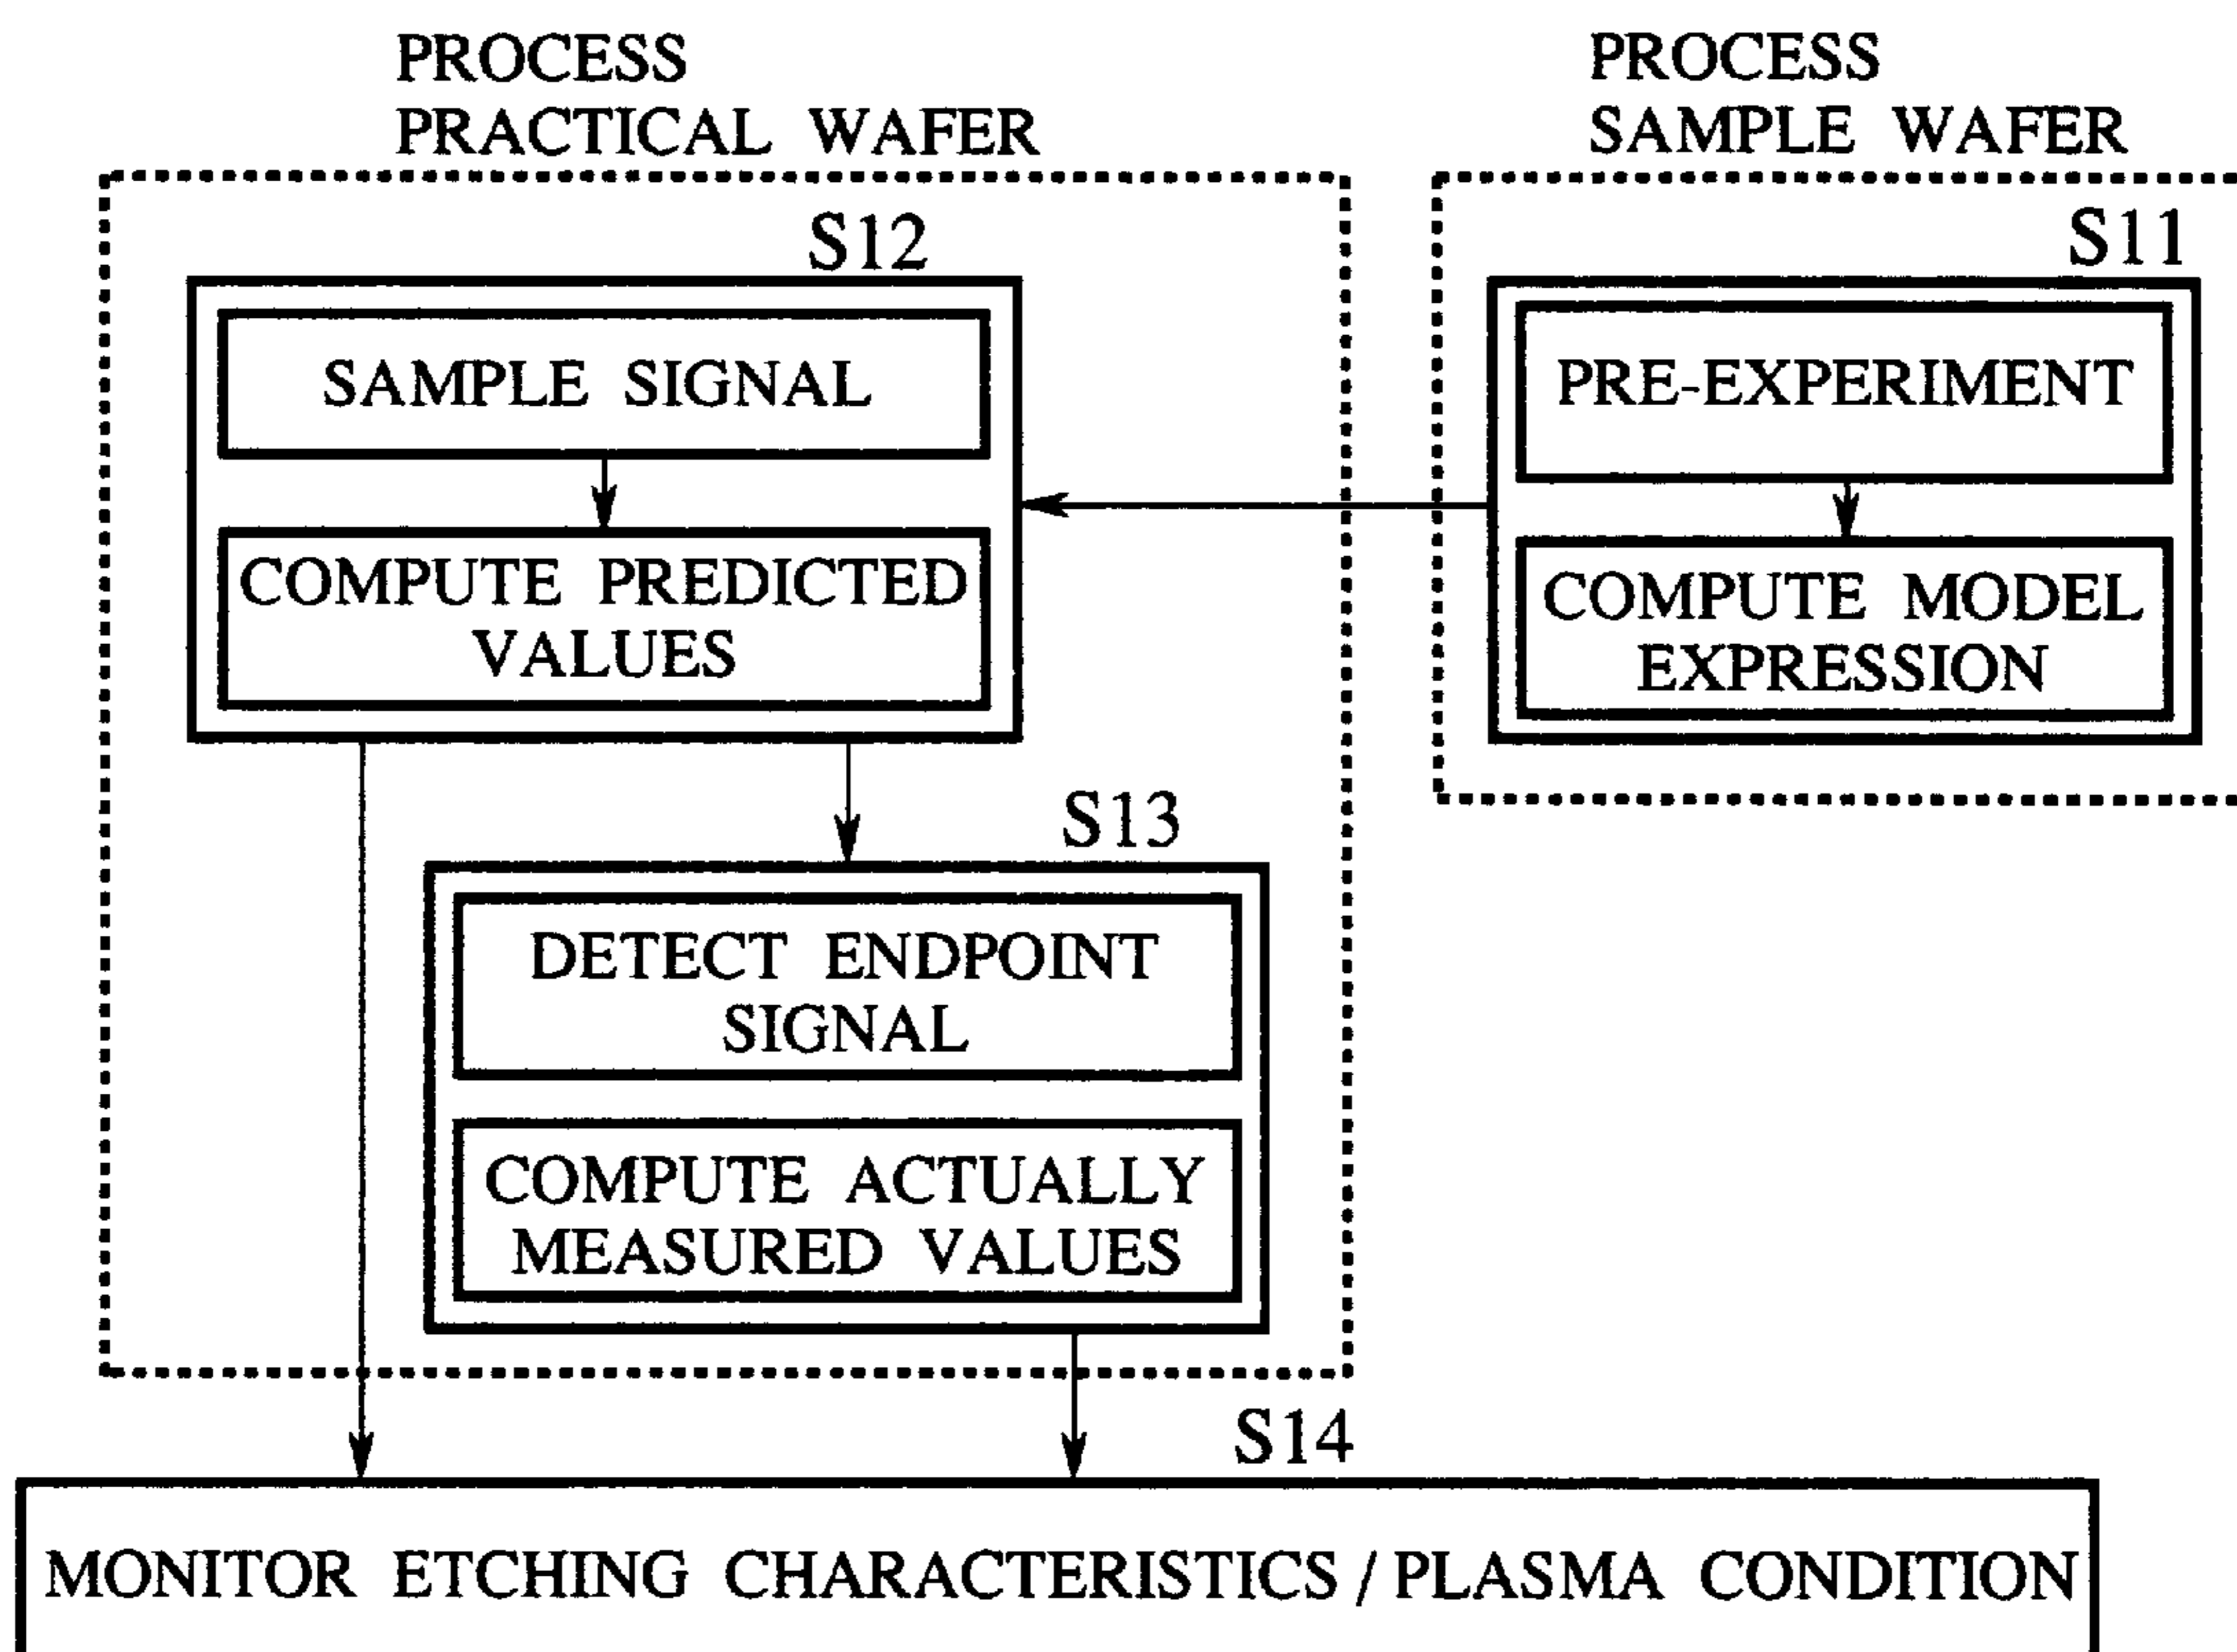 PROCESS
PRACTICAL WAFER
PROCESS
SAMPLE WAFER
S12
SAMPLE SIGNAL
COMPUTE PREDICTED
VALUES
S11
PRE-EXPERIMENT
COMPUTE MODEL
EXPRESSION
S13
DETECT ENDPOINT
SIGNAL
COMPUTE ACTUALLY
MEASURED VALUES
S14
MONITOR ETCHING CHARACTERISTICS / PLASMA CONDITION